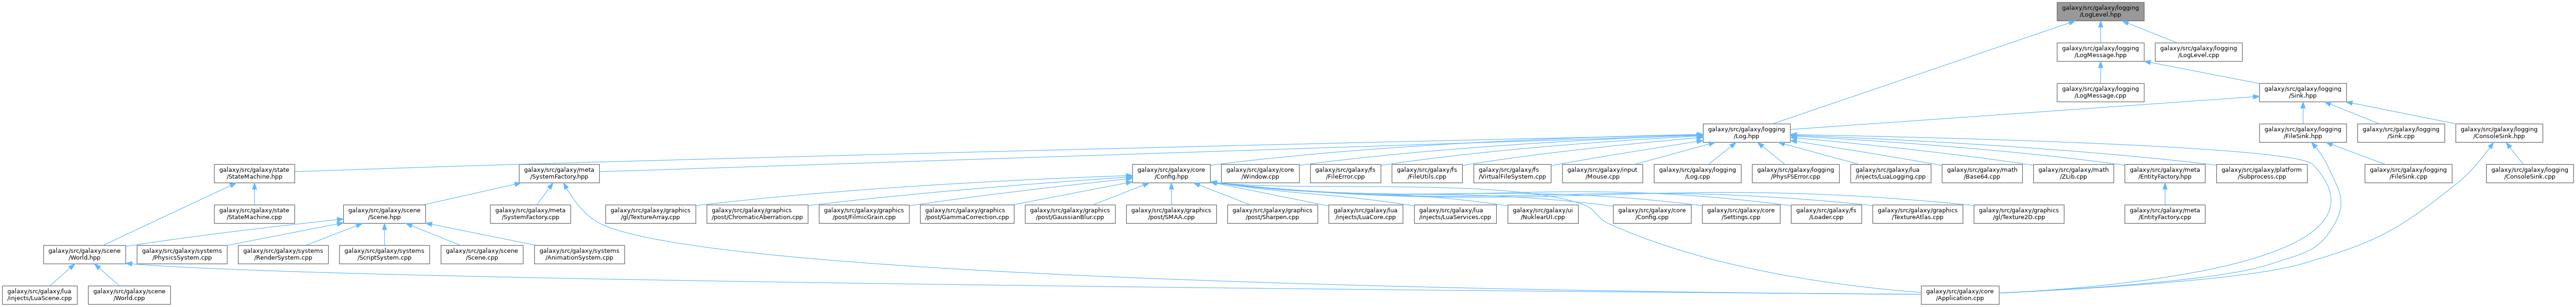 galaxy/src/galaxy/logging
/LogLevel.hpp
galaxy/src/galaxy/logging
/LogMessage.hpp
galaxy/src/galaxy/logging
/LogLevel.cpp
galaxy/src/galaxy/logging
/LogMessage.cpp
galaxy/src/galaxy/logging
/Sink.hpp
galaxy/src/galaxy/logging
/Log.hpp
galaxy/src/galaxy/logging
/FileSink.hpp
galaxy/src/galaxy/logging
/Sink.cpp
galaxy/src/galaxy/logging
/ConsoleSink.hpp
galaxy/src/galaxy/state
/StateMachine.hpp
galaxy/src/galaxy/meta
/SystemFactory.hpp
galaxy/src/galaxy/core
/Config.hpp
galaxy/src/galaxy/core
/Window.cpp
galaxy/src/galaxy/fs
/FileError.cpp
galaxy/src/galaxy/fs
/FileUtils.cpp
galaxy/src/galaxy/fs
/VirtualFileSystem.cpp
galaxy/src/galaxy/input
/Mouse.cpp
galaxy/src/galaxy/logging
/Log.cpp
galaxy/src/galaxy/logging
/PhysFSError.cpp
galaxy/src/galaxy/lua
/injects/LuaLogging.cpp
galaxy/src/galaxy/math
/Base64.cpp
galaxy/src/galaxy/math
/ZLib.cpp
galaxy/src/galaxy/meta
/EntityFactory.hpp
galaxy/src/galaxy/platform
/Subprocess.cpp
galaxy/src/galaxy/logging
/FileSink.cpp
galaxy/src/galaxy/logging
/ConsoleSink.cpp
galaxy/src/galaxy/state
/StateMachine.cpp
galaxy/src/galaxy/scene
/Scene.hpp
galaxy/src/galaxy/meta
/SystemFactory.cpp
galaxy/src/galaxy/graphics
/gl/TextureArray.cpp
galaxy/src/galaxy/graphics
/post/ChromaticAberration.cpp
galaxy/src/galaxy/graphics
/post/FilmicGrain.cpp
galaxy/src/galaxy/graphics
/post/GammaCorrection.cpp
galaxy/src/galaxy/graphics
/post/GaussianBlur.cpp
galaxy/src/galaxy/graphics
/post/SMAA.cpp
galaxy/src/galaxy/graphics
/post/Sharpen.cpp
galaxy/src/galaxy/lua
/injects/LuaCore.cpp
galaxy/src/galaxy/lua
/injects/LuaServices.cpp
galaxy/src/galaxy/ui
/NuklearUI.cpp
galaxy/src/galaxy/core
/Config.cpp
galaxy/src/galaxy/core
/Settings.cpp
galaxy/src/galaxy/fs
/Loader.cpp
galaxy/src/galaxy/graphics
/TextureAtlas.cpp
galaxy/src/galaxy/graphics
/gl/Texture2D.cpp
galaxy/src/galaxy/meta
/EntityFactory.cpp
galaxy/src/galaxy/scene
/World.hpp
galaxy/src/galaxy/systems
/PhysicsSystem.cpp
galaxy/src/galaxy/systems
/RenderSystem.cpp
galaxy/src/galaxy/systems
/ScriptSystem.cpp
galaxy/src/galaxy/scene
/Scene.cpp
galaxy/src/galaxy/systems
/AnimationSystem.cpp
galaxy/src/galaxy/lua
/injects/LuaScene.cpp
galaxy/src/galaxy/scene
/World.cpp
galaxy/src/galaxy/core
/Application.cpp